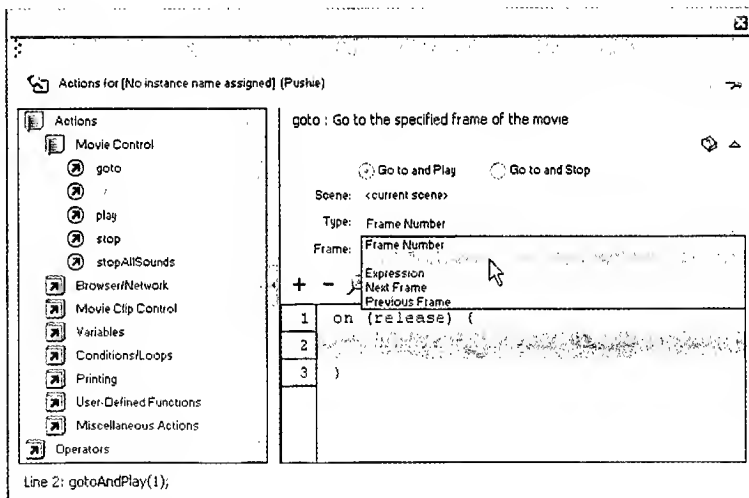 Actions for [No instance name assigned] (Pushie)
Actions
Movie Control
goto
play
stop
stopAllSounds
Browser/Network
Movie Clip Control
Variables
Conditions/Loops
Printing
User-Defined Functions
Miscellaneous Actions
Operators
goto : Go to the specified frame of the movie
Go to and Play Go to and Stop
Scene: <current scene>
Type: Frame Number
Frame: Frame Number
Expression
Next Frame
Previous Frame
+ -
1 on (release) {
2
3 }
Line 2: gotoAndPlay(1);